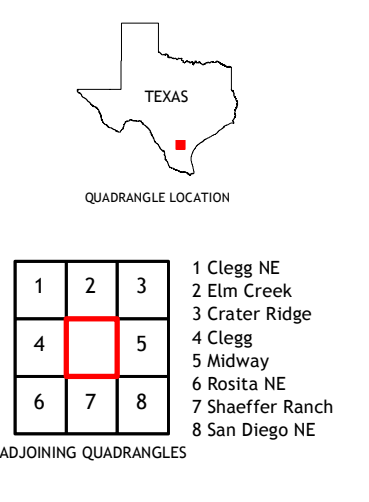 TEXAS
QUADRANGLE LOCATION
1 2 3
4 5
6 7 8
1 Clegg NE
2 Elm Creek
3 Crater Ridge
4 Clegg
5 Midway
6 Rosita NE
7 Shaeffer Ranch
8 San Diego NE
ADJOINING QUADRANGLES